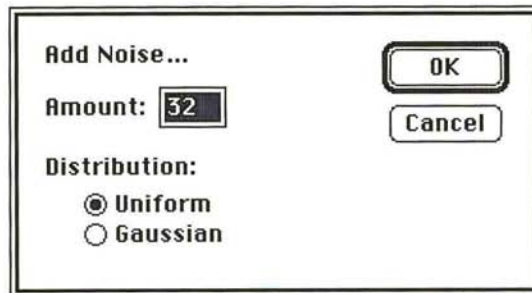 Add Noise...
OK
Amount: 32
Cancel
Distribution:
Uniform
Gaussian